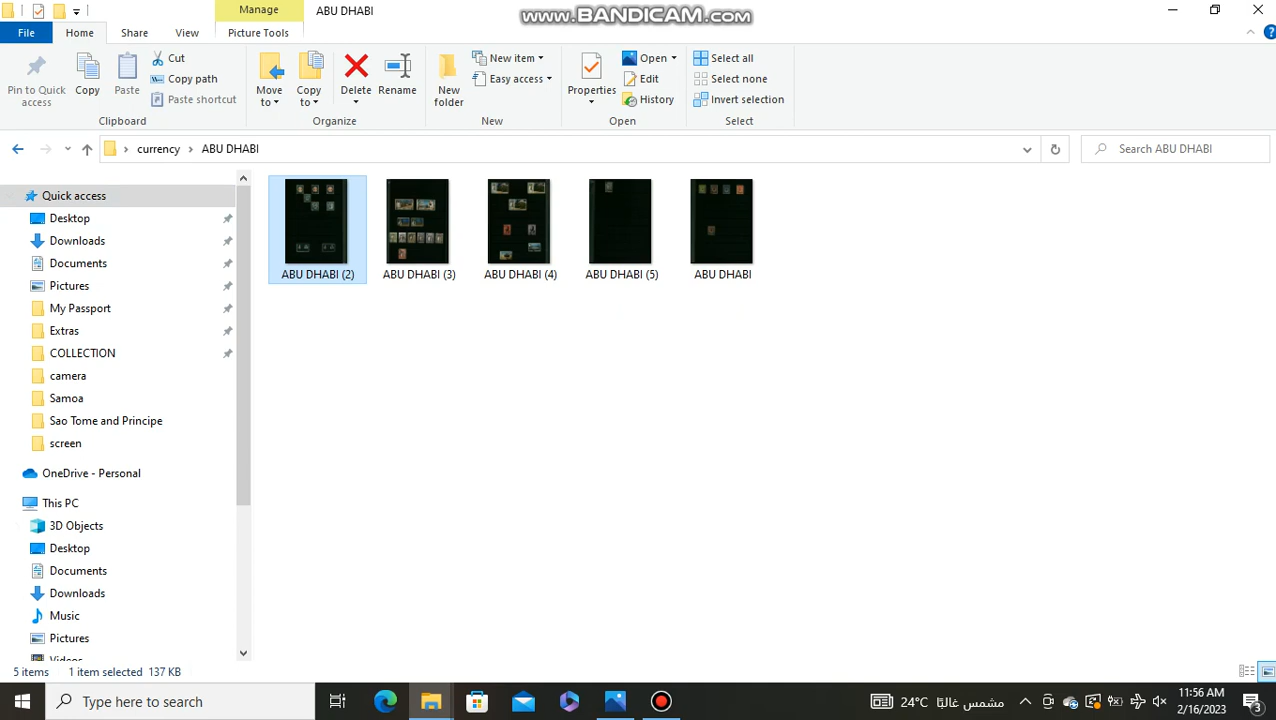 Manage
ABU DHABI
www.BANDICAM.com
File
Home
Share
View
Picture Tools
Pin to Quick access
Copy
Paste
Cut
Copy path
Paste shortcut
Clipboard
Move to
Copy to
Delete
Rename
Organize
New folder
New item
Easy access
New
Properties
Open
Edit
History
Open
Select all
Select none
Invert selection
Select
currency
ABU DHABI
Search ABU DHABI
Quick access
Desktop
Downloads
Documents
Pictures
My Passport
Extras
COLLECTION
camera
Samoa
Sao Tome and Principe
screen
OneDrive - Personal
This PC
3D Objects
Desktop
Documents
Downloads
Music
Pictures
Videos
ABU DHABI (2)
ABU DHABI (3)
ABU DHABI (4)
ABU DHABI (5)
ABU DHABI
5 items
1 item selected 137 KB
Type here to search
24°C
مشمس غالبًا
11:56 AM
2/16/2023
3